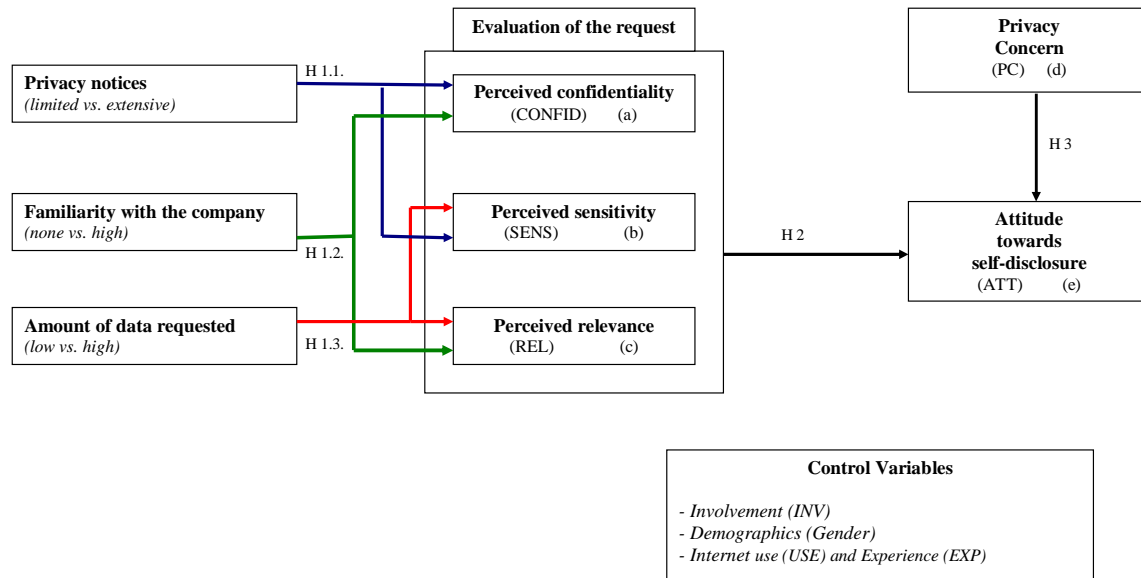 Evaluation of the request
Privacy
Concern
(PC) (d)
Privacy notices
(limited vs. extensive)
H 1.1.
Perceived confidentiality
(CONFID) (a)
H 3
Familiarity with the company
(none vs. high)
H 1.2.
Perceived sensitivity
(SENS) (b)
H 2
Attitude
towards
self-disclosure
(ATT) (e)
Amount of data requested
(low vs. high)
H 1.3.
Perceived relevance
(REL) (c)
Control Variables
- Involvement (INV)
- Demographics (Gender)
- Internet use (USE) and Experience (EXP)